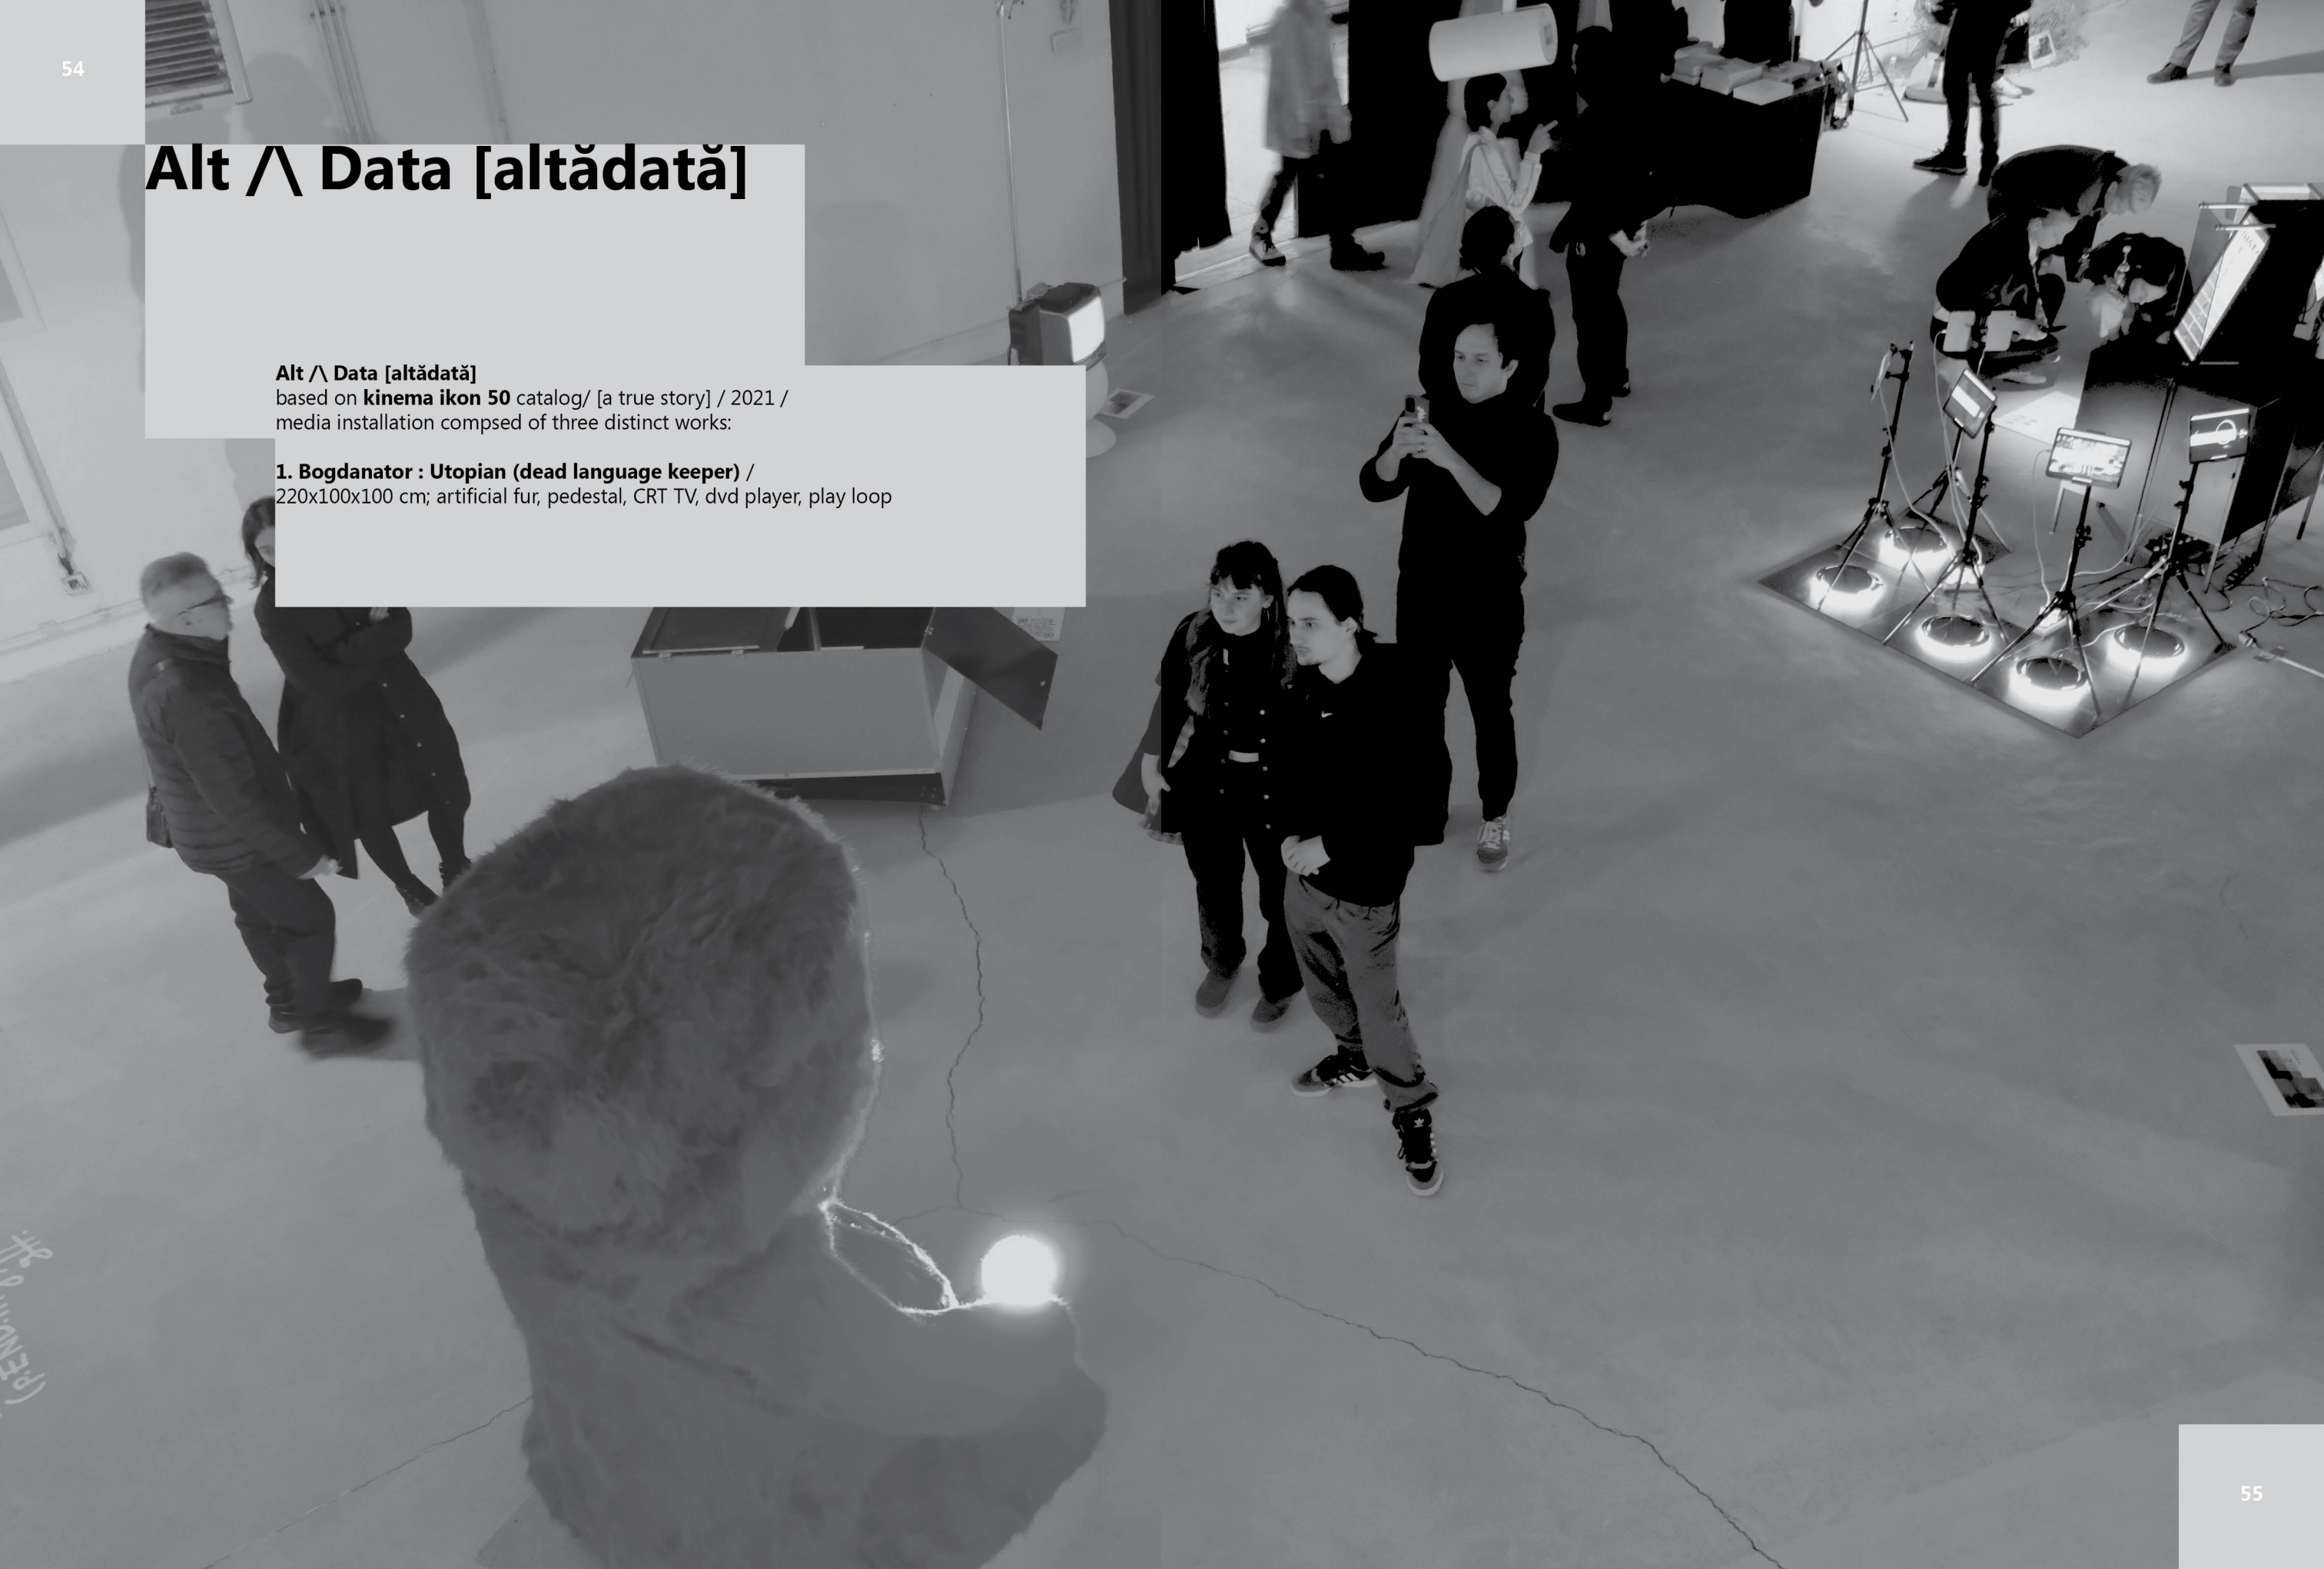 54
Alt /\ Data [altădată]
Alt /\ Data [altădată]
based on kinema ikon 50 catalog/ [a true story] / 2021 /
media installation compsed of three distinct works:
1. Bogdanator : Utopian (dead language keeper) /
220x100x100 cm; artificial fur, pedestal, CRT TV, dvd player, play loop
55